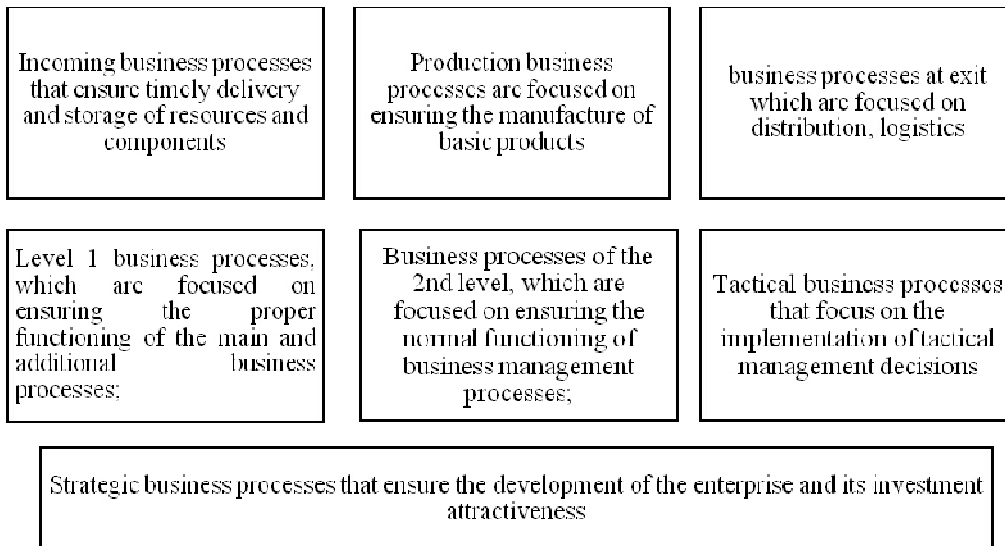 Incoming business processes
that ensure timely delivery
and storage of resources and
components
Production business
processes are focused on
ensuring the manufacture of
basic products
business processes at exit
which are focused on
distribution, logistics
Level 1 business processes,
which are focused on
ensuring the proper
functioning of the main and
additional business
processes;
Business processes of the
2nd level, which are
focused on ensuring the
normal functioning of
business management
processes;
Tactical business processes
that focus on the
implementation of tactical
management decisions
Strategic business processes that ensure the development of the enterprise and its investment
attractiveness